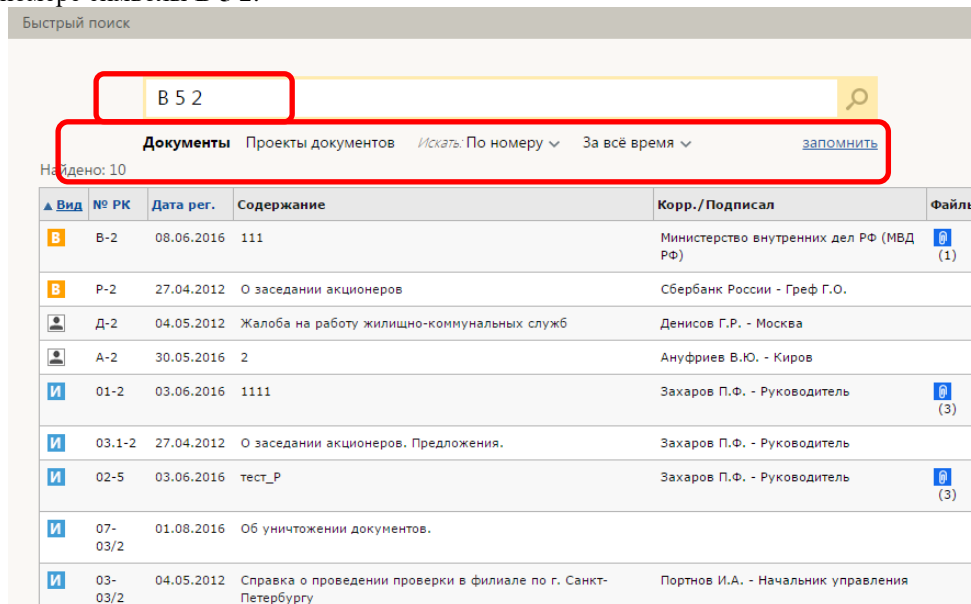 номере символы В 5 2.
Быстрый поиск
В 5 2
Документы Проекты документов Искать: По номеру За всё время запомнить
Найдено: 10
▲ Вид № РК Дата рег. Содержание Корр./Подписал Файлы
В В-2 08.06.2016 111 Министерство внутренних дел РФ (МВД
РФ) (1)
В Р-2 27.04.2012 О заседании акционеров Сбербанк России - Греф Г.О.
Д-2 04.05.2012 Жалоба на работу жилищно-коммунальных служб Денисов Г.Р. - Москва
А-2 30.05.2016 2 Ануфриев В.Ю. - Киров
И 01-2 03.06.2016 1111 Захаров П.Ф. - Руководитель
(3)
И 03.1-2 27.04.2012 О заседании акционеров. Предложения. Захаров П.Ф. - Руководитель
И 02-5 03.06.2016 тест_Р Захаров П.Ф. - Руководитель
(3)
И 07- 01.08.2016 Об уничтожении документов.
03/2
И 03- 04.05.2012 Справка о проведении проверки в филиале по г. Санкт- Портнов И.А. - Начальник управления
03/2 Петербургу